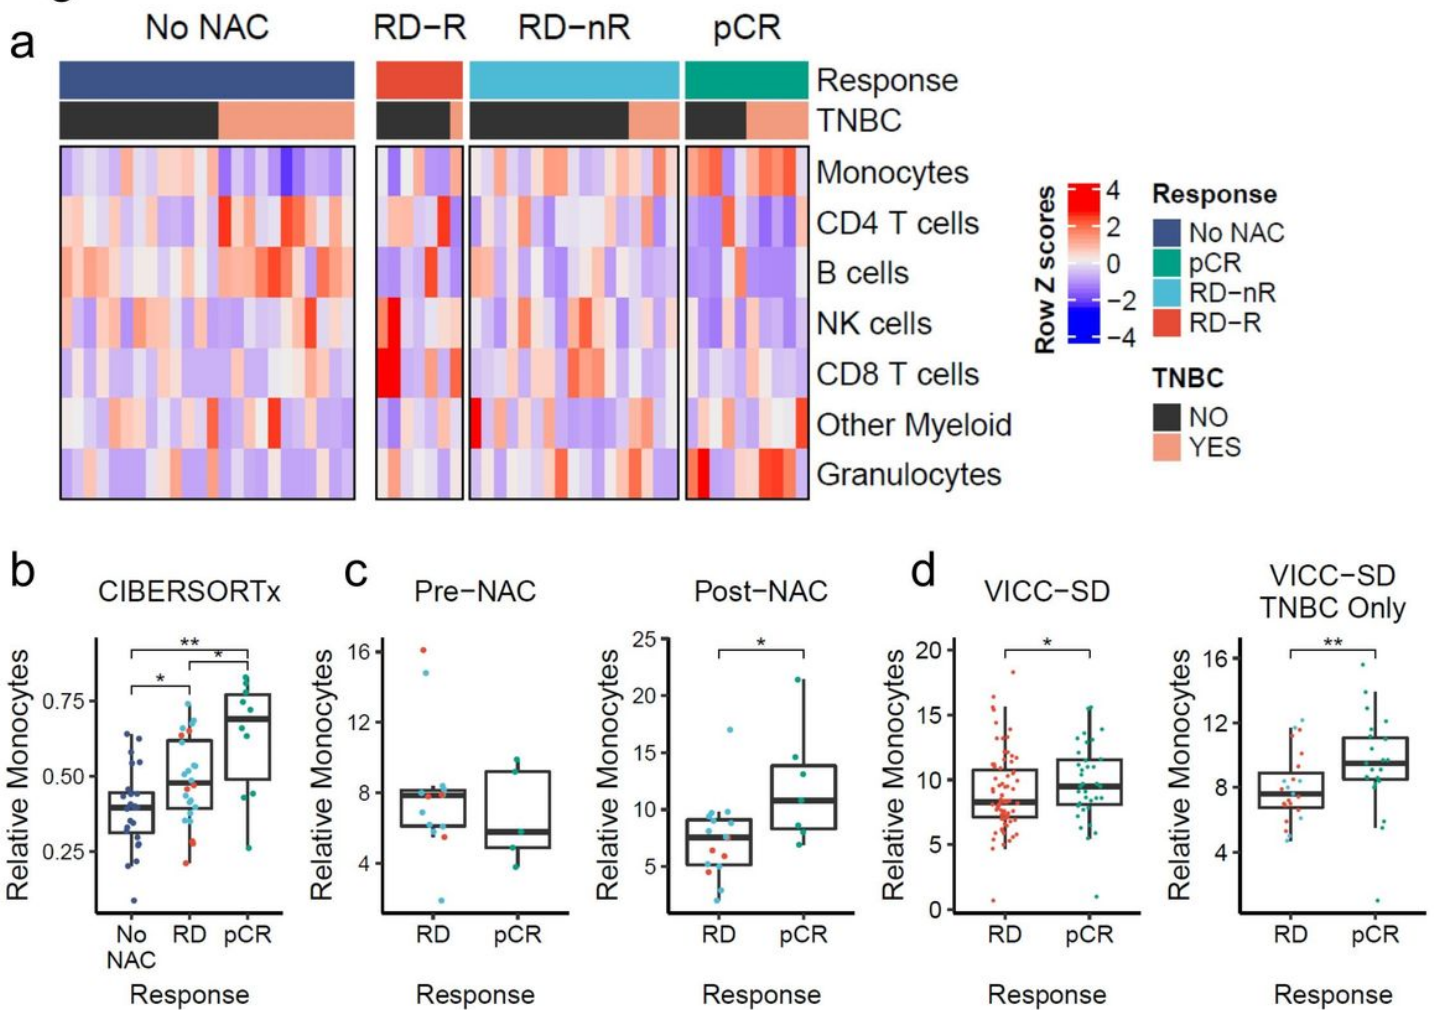 a
No NAC RD−R RD−nR pCR
Response
TNBC
Monocytes
CD4 T cells
B cells
NK cells
CD8 T cells
Other Myeloid
Granulocytes
Row Z scores
4
2
0
−2
−4
Response
No NAC
pCR
RD−nR
RD−R
TNBC
NO
YES
b
CIBERSORTx
Relative Monocytes
0.75
0.50
0.25
**
*
*
No NAC
RD
pCR
Response
c
Pre−NAC
Relative Monocytes
16
12
8
4
RD pCR
Response
Post−NAC
Relative Monocytes
25
20
15
10
5
*
RD pCR
Response
d
VICC−SD
Relative Monocytes
20
15
10
5
0
*
RD pCR
Response
VICC−SD
TNBC Only
Relative Monocytes
16
12
8
4
**
RD pCR
Response